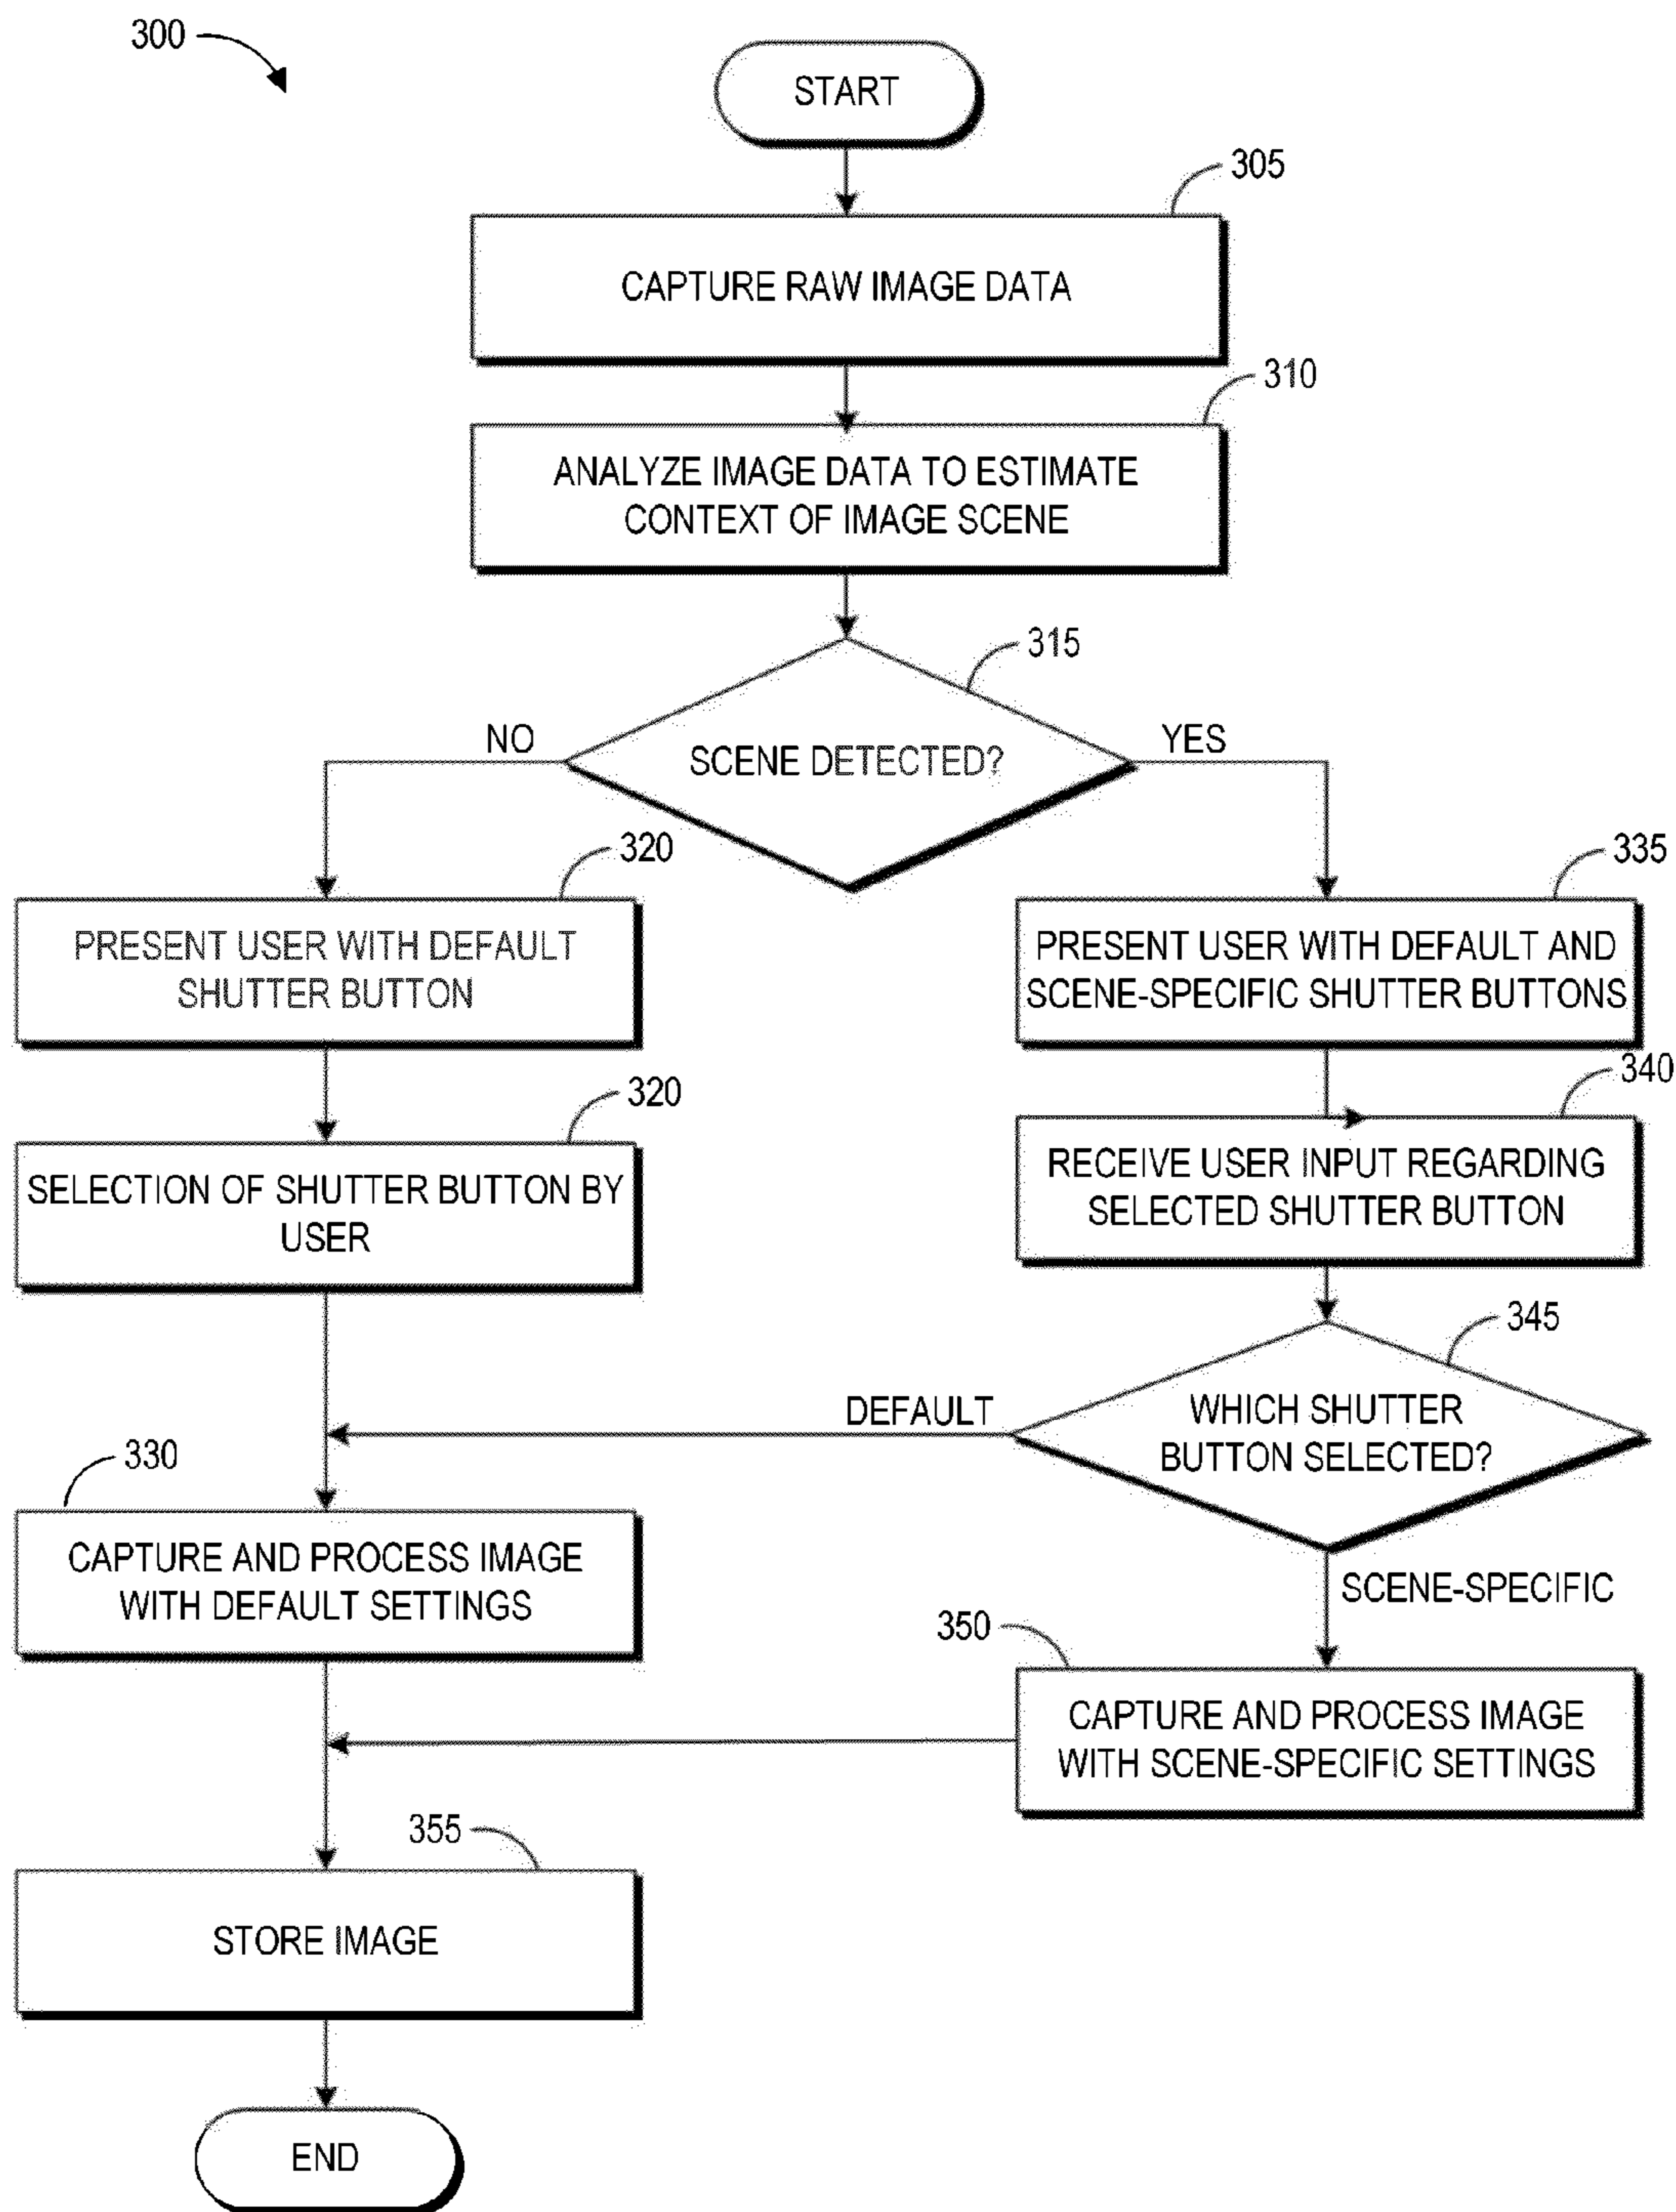 300
START
305
CAPTURE RAW IMAGE DATA
310
ANALYZE IMAGE DATA TO ESTIMATE
CONTEXT OF IMAGE SCENE
315
SCENE DETECTED?
NO
YES
320
PRESENT USER WITH DEFAULT
SHUTTER BUTTON
335
PRESENT USER WITH DEFAULT AND
SCENE-SPECIFIC SHUTTER BUTTONS
320
SELECTION OF SHUTTER BUTTON BY
USER
340
RECEIVE USER INPUT REGARDING
SELECTED SHUTTER BUTTON
345
WHICH SHUTTER
BUTTON SELECTED?
DEFAULT
SCENE-SPECIFIC
330
CAPTURE AND PROCESS IMAGE
WITH DEFAULT SETTINGS
350
CAPTURE AND PROCESS IMAGE
WITH SCENE-SPECIFIC SETTINGS
355
STORE IMAGE
END